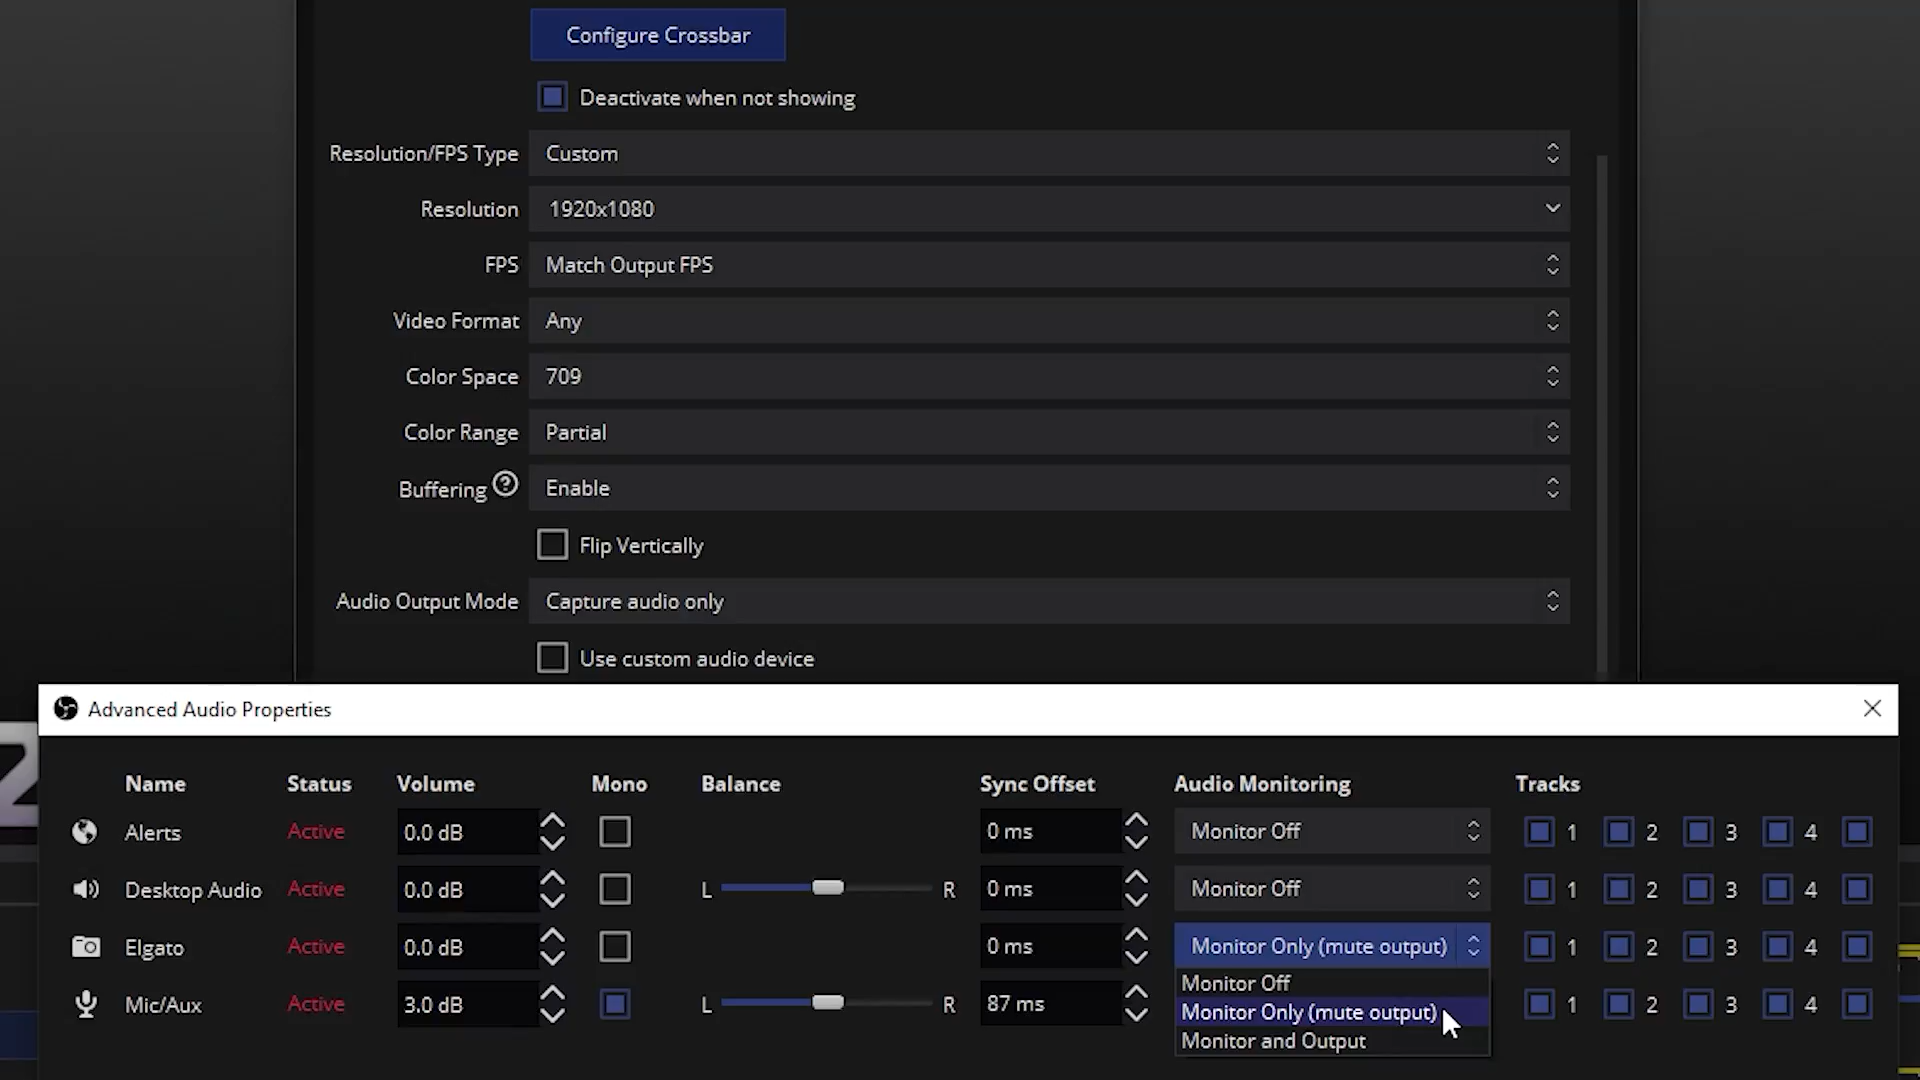 Configure Crossbar
Deactivate when not showing
Resolution/FPS Type Custom
Resolution 1920x1080
FPS Match Output FPS
Video Format Any
Color Space 709
Color Range Partial
Buffering ? Enable
Flip Vertically
Audio Output Mode Capture audio only
Use custom audio device
Advanced Audio Properties
2
Name Status Volume Mono Balance Sync Offset Audio Monitoring Tracks
Alerts Active 0.0 dB 0 ms Monitor Off 1 2 3 4
Desktop Audio Active 0.0 dB L R 0 ms Monitor Off 1 2 3 4
Elgato Active 0.0 dB 0 ms Monitor Only (mute output) 1 2 3 4
Monitor Off
Mic/Aux Active 3.0 dB L R 87 ms Monitor Only (mute output) 1 2 3 4
Monitor and Output